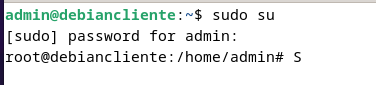 admin@debiancliente:~$ sudo su
[sudo] password for admin:
root@debiancliente:/home/admin# S